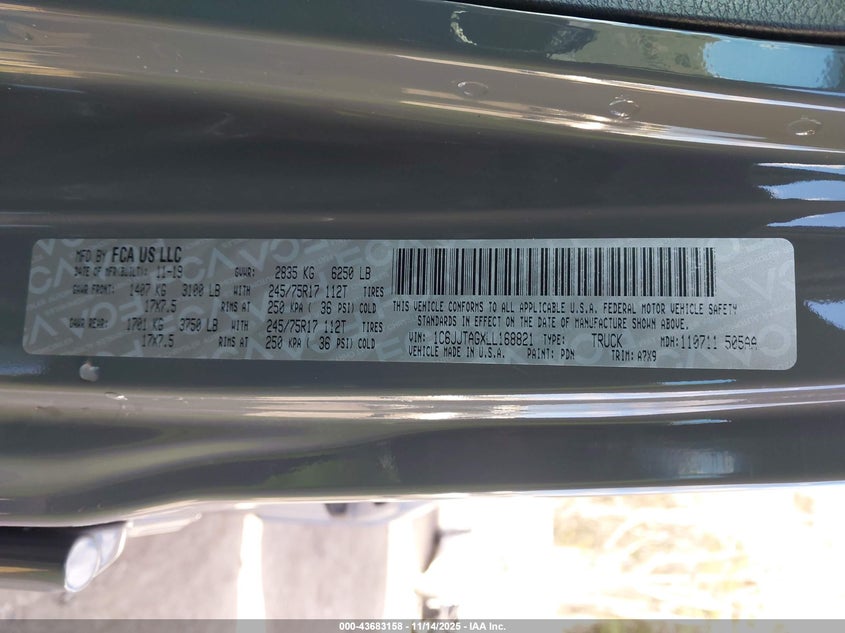 MFD BY FCA US LLC
DATE OF MFR(BUILT): 11-19 GVWR: 2835 KG 6250 LB
GAWR FRONT: 1407 KG 3100 LB WITH 245/75R17 112T TIRES
17X7.5 RIMS AT 250 KPA ( 36 PSI) COLD
GAWR REAR: 1701 KG 3750 LB WITH 245/75R17 112T TIRES
17X7.5 RIMS AT 250 KPA ( 36 PSI) COLD
THIS VEHICLE CONFORMS TO ALL APPLICABLE U.S.A. FEDERAL MOTOR VEHICLE SAFETY
STANDARDS IN EFFECT ON THE DATE OF MANUFACTURE SHOWN ABOVE.
VIN: 1C6JJTAGXLL168821 TYPE: TRUCK MDH: 110711 505AA
VEHICLE MADE IN U.S.A. PAINT: PDN TRIM: A7X9
000-43683158 - 11/14/2025 - IAA Inc.